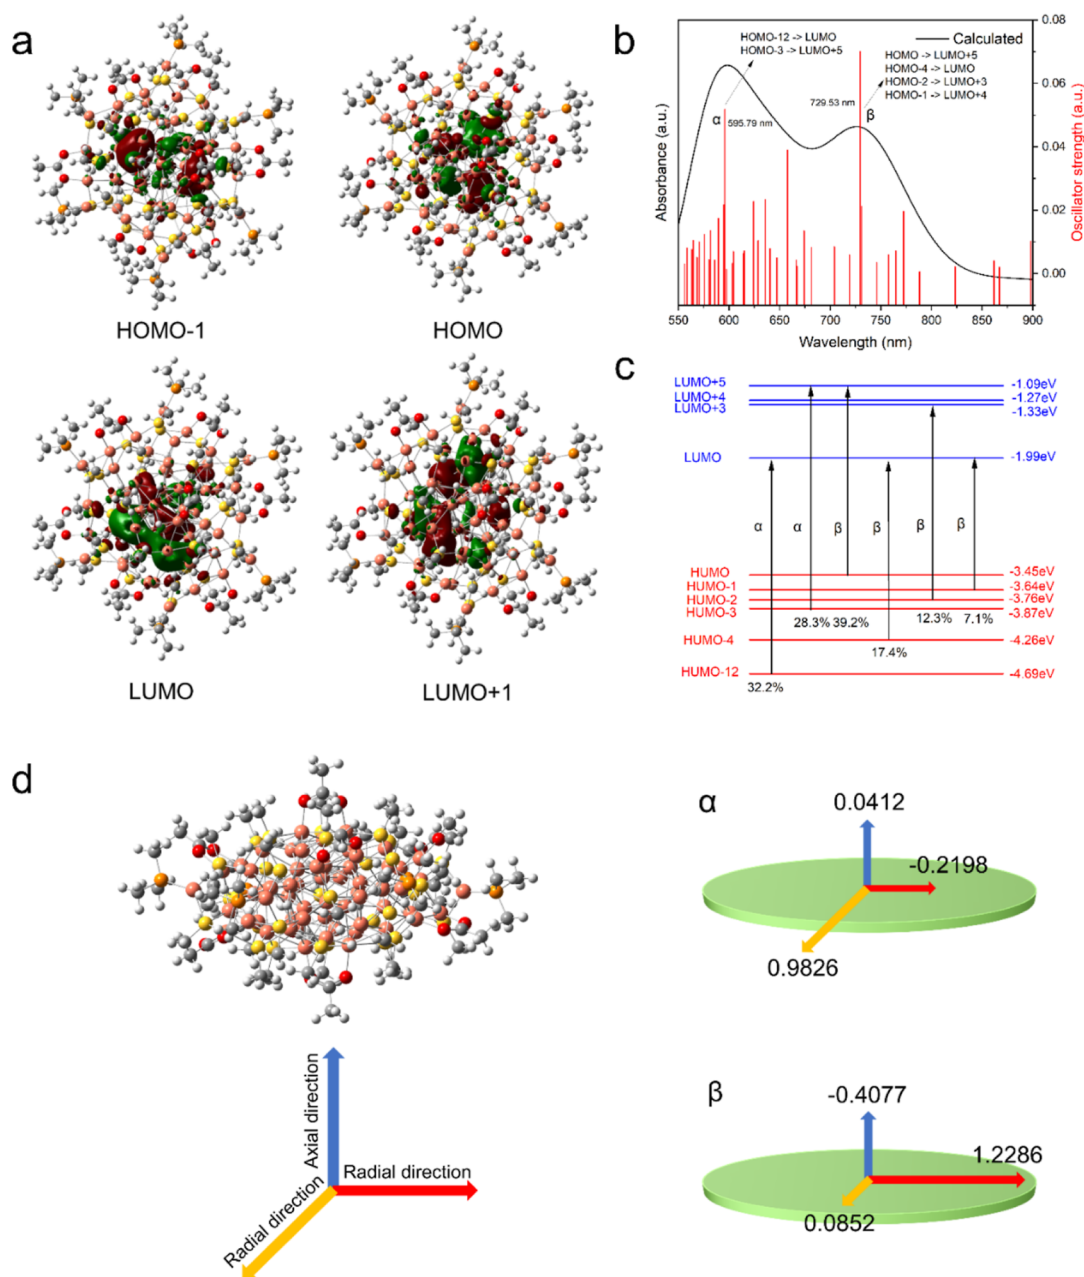 a
HOMO-1
HOMO
LUMO
LUMO+1
b
HOMO-12 -> LUMO
HOMO-3 -> LUMO+5
Calculated
HOMO -> LUMO+5
HOMO-4 -> LUMO
HOMO-2 -> LUMO+3
HOMO-1 -> LUMO+4
α
595.79 nm
729.53 nm
β
Absorbance (a.u.)
Oscillator strength (a.u.)
0.08
0.06
0.04
0.02
0.00
550
600
650
700
750
800
850
900
Wavelength (nm)
c
LUMO+5
-1.09eV
LUMO+4
-1.27eV
LUMO+3
-1.33eV
LUMO
-1.99eV
α
α
β
β
β
β
HUMO
-3.45eV
HUMO-1
-3.64eV
HUMO-2
-3.76eV
HUMO-3
-3.87eV
28.3%
39.2%
12.3%
7.1%
HUMO-4
-4.26eV
17.4%
HUMO-12
-4.69eV
32.2%
d
Axial direction
Radial direction
Radial direction
α
0.0412
-0.2198
0.9826
β
-0.4077
1.2286
0.0852